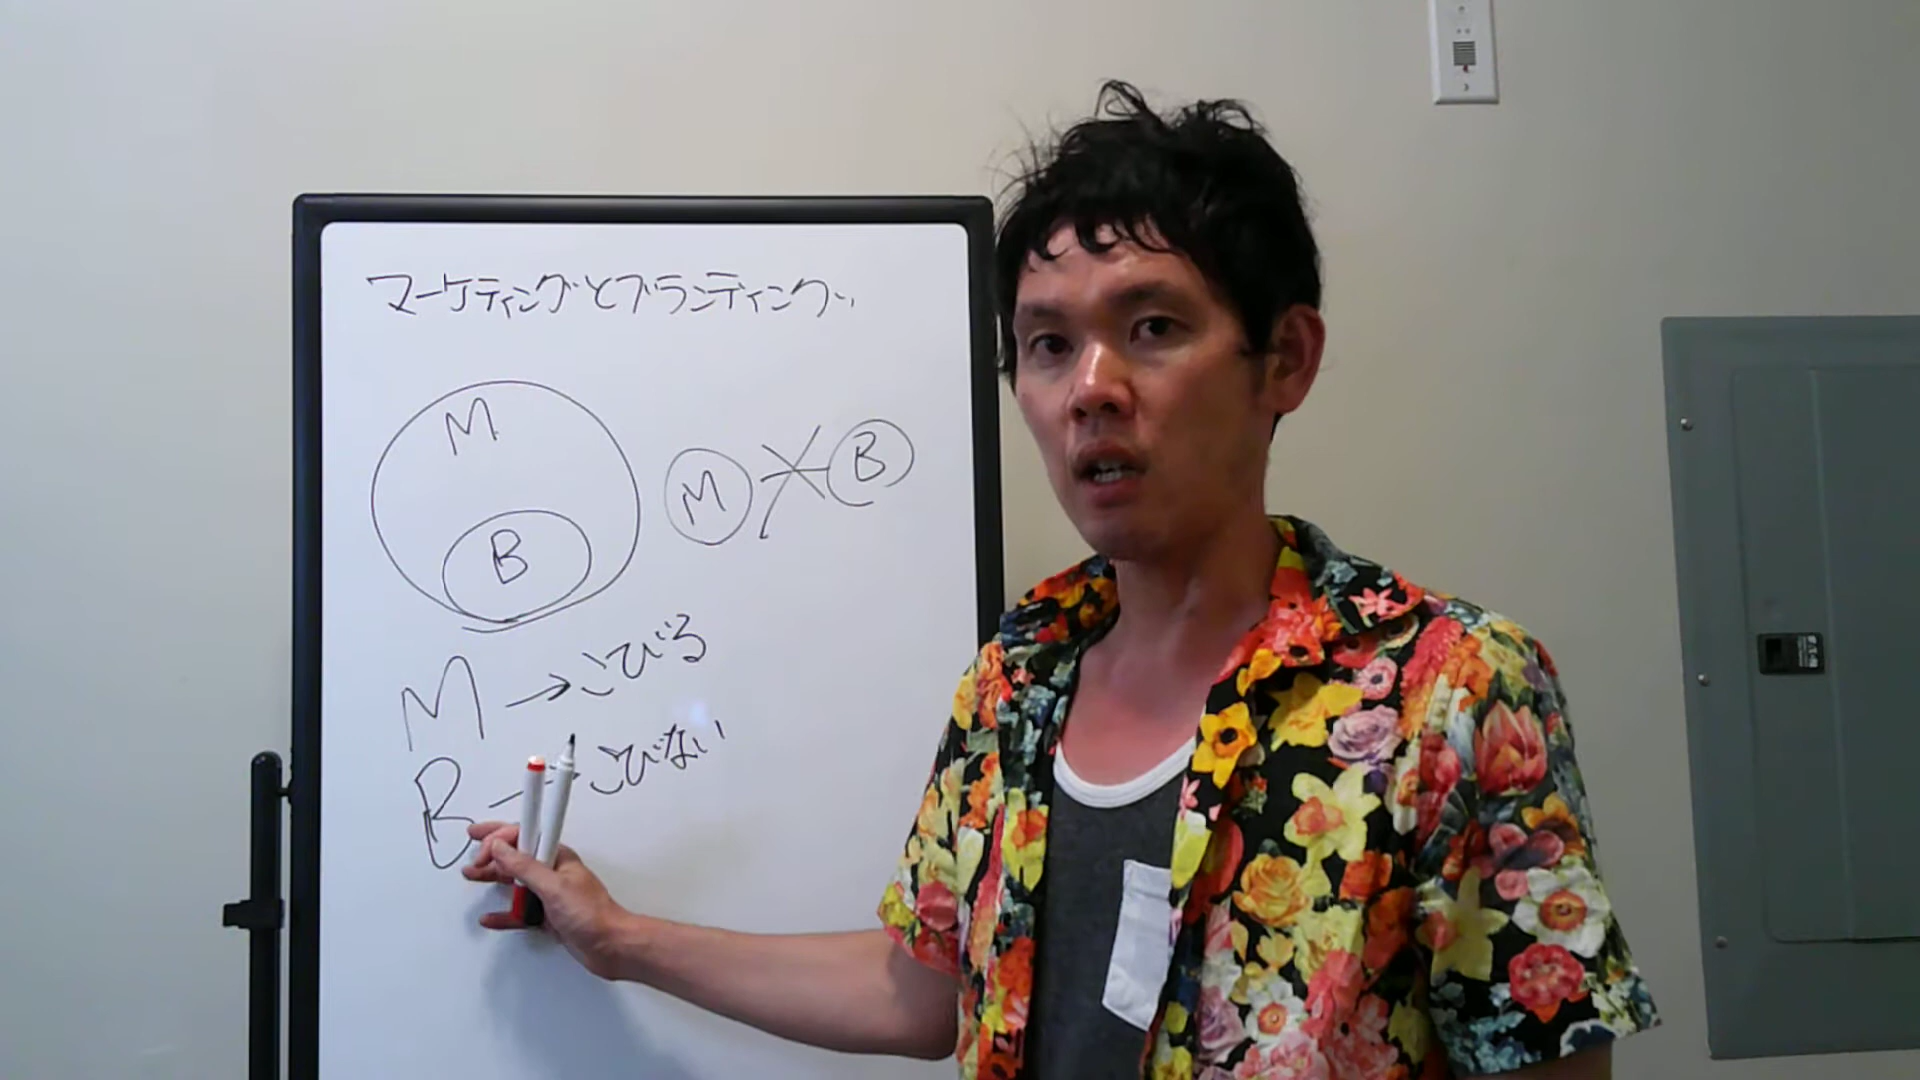 マーケティングとブランディング
M
M B
B
M → こびる
B → こびない